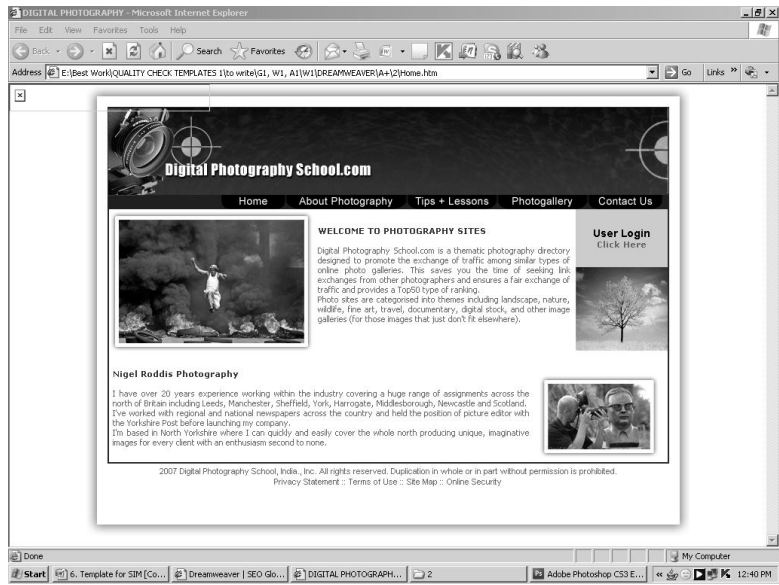 DIGITAL PHOTOGRAPHY - Microsoft Internet Explorer
File Edit View Favorites Tools Help
Back Search Favorites
Address E:\Best Work\QUALITY CHECK TEMPLATES 1\to write\G1, W1, A1\W1\DREAMWEAVER\A+\2\Home.htm Go Links »
Digital Photography School.com
Home About Photography Tips + Lessons Photogallery Contact Us
WELCOME TO PHOTOGRAPHY SITES
Digital Photography School.com is a thematic photography directory
designed to promote the exchange of traffic among similar types of
online photo galleries. This saves you the time of seeking link
exchanges from other photographers and ensures a fair exchange of
traffic and provides a Top50 type of ranking.
Photo sites are categorised into themes including landscape, nature,
wildlife, fine art, travel, documentary, digital stock, and other image
galleries (for those images that just don't fit elsewhere).
User Login
Click Here
Nigel Roddis Photography
I have over 20 years experience working within the industry covering a huge range of assignments across the
north of Britain including Leeds, Manchester, Sheffield, York, Harrogate, Middlesborough, Newcastle and Scotland.
I've worked with regional and national newspapers across the country and held the position of picture editor with
the Yorkshire Post before launching my company.
I'm based in North Yorkshire where I can quickly and easily cover the whole north producing unique, imaginative
images for every client with an enthusiasm second to none.
2007 Digital Photography School, India., Inc. All rights reserved. Duplication in whole or in part without permission is prohibited.
Privacy Statement :: Terms of Use :: Site Map :: Online Security
Done My Computer
Start 6. Template for SIM [Co... Dreamweaver | SEO Glo... DIGITAL PHOTOGRAPH... 2 Adobe Photoshop CS3 E... « 12:40 PM